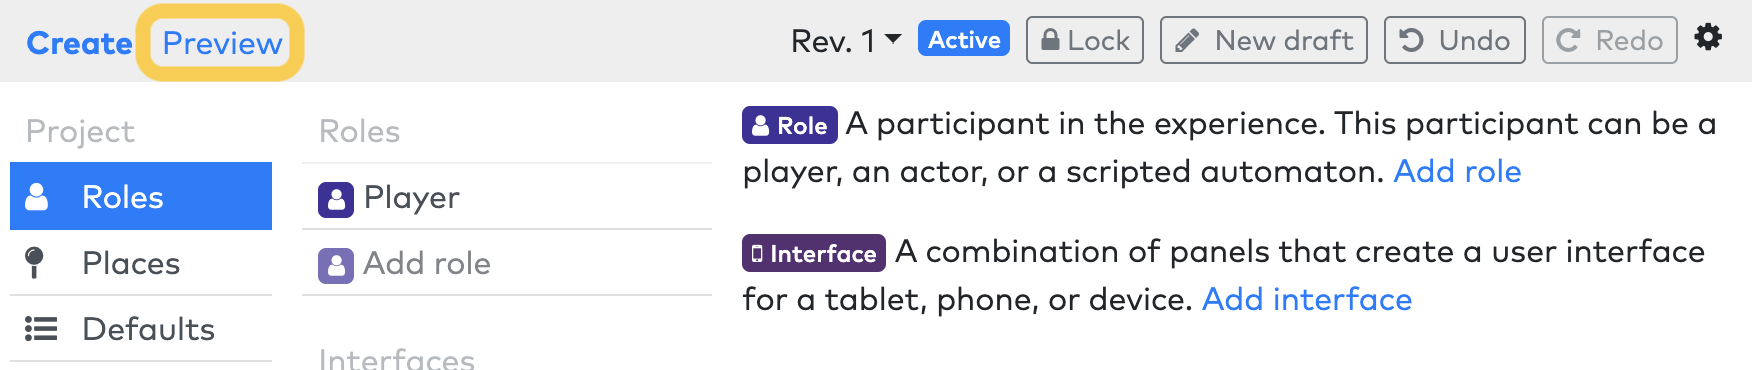 Create Preview Rev. 1 Active Lock New draft Undo Redo
Project
Roles
Places
Defaults
Roles
Player
Add role
Interfaces
Role A participant in the experience. This participant can be a
player, an actor, or a scripted automaton. Add role
Interface A combination of panels that create a user interface
for a tablet, phone, or device. Add interface